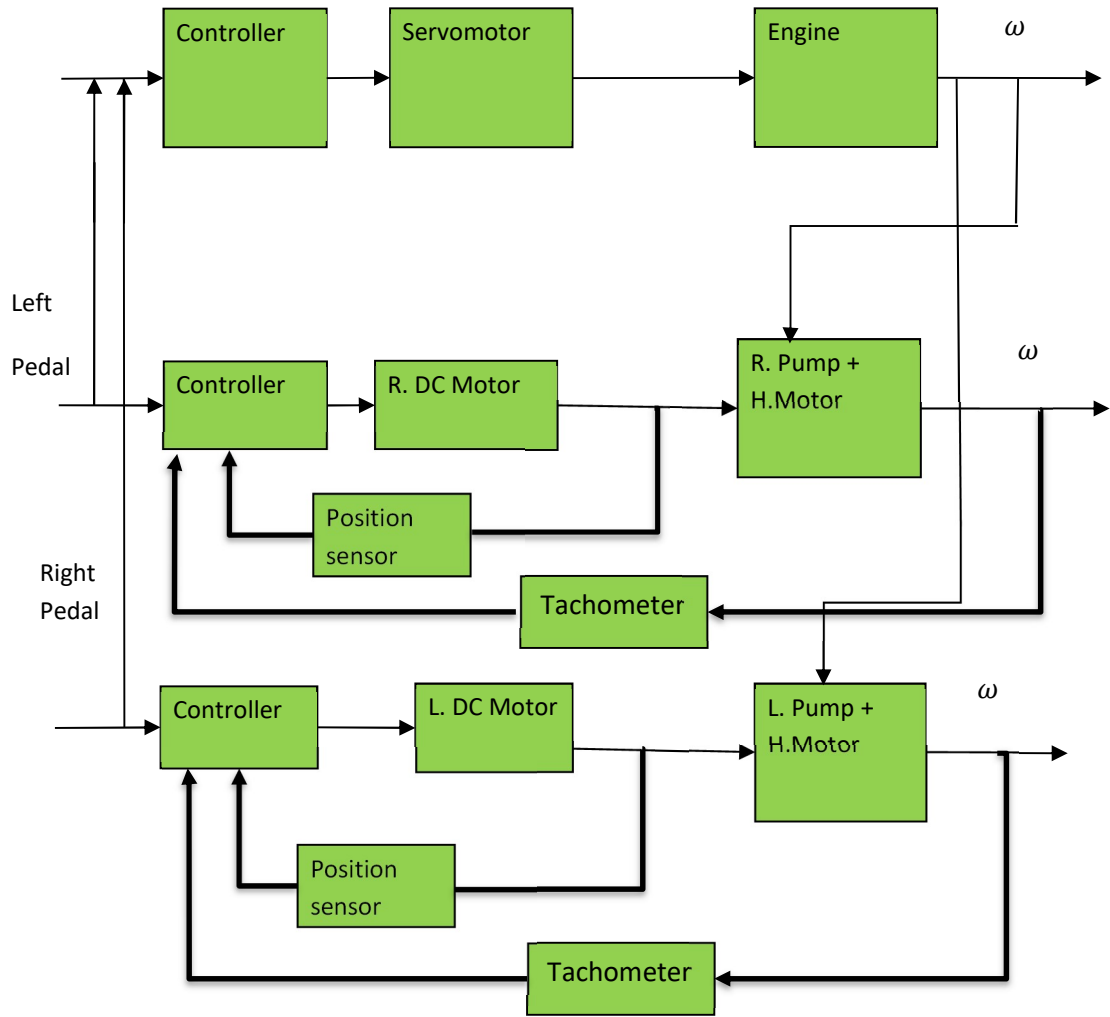 Controller
Servomotor
Engine
ω
Left
Pedal
Controller
R. DC Motor
R. Pump +
H.Motor
ω
Position
sensor
Tachometer
Right
Pedal
Controller
L. DC Motor
L. Pump +
H.Motor
ω
Position
sensor
Tachometer